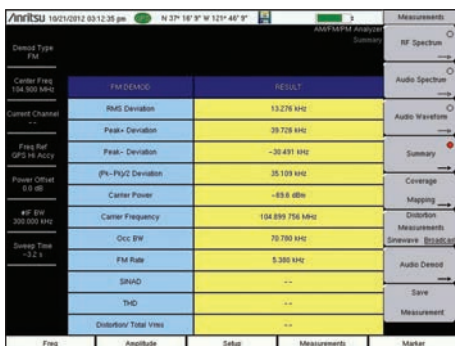 Anritsu 10/21/2012 03:12:35 pm
N 37° 16' 9" W 121° 46' 9"
AM/FM/PM Analyzer
Summary
Demod Type
FM
Center Freq
104.900 MHz
Current Channel
--
Freq Ref
GPS Hi Accy
Power Offset
0.0 dB
#IF BW
300.000 kHz
Sweep Time
~3.2 s
FM DEMOD RESULT
RMS Deviation 13.276 kHz
Peak+ Deviation 39.728 kHz
Peak- Deviation -30.491 kHz
(Pk-Pk)/2 Deviation 35.109 kHz
Carrier Power -89.6 dBm
Carrier Frequency 104.899 756 MHz
Occ BW 70.780 kHz
FM Rate 5.380 kHz
SINAD --
THD --
Distortion/ Total Vrms --
Measurements
RF Spectrum
Audio Spectrum
Audio Waveform
Summary
Coverage
Mapping
Distortion
Measurements
Sinewave Broadcast
Audio Demod
Save
Measurement
Freq Amplitude Setup Measurements Marker